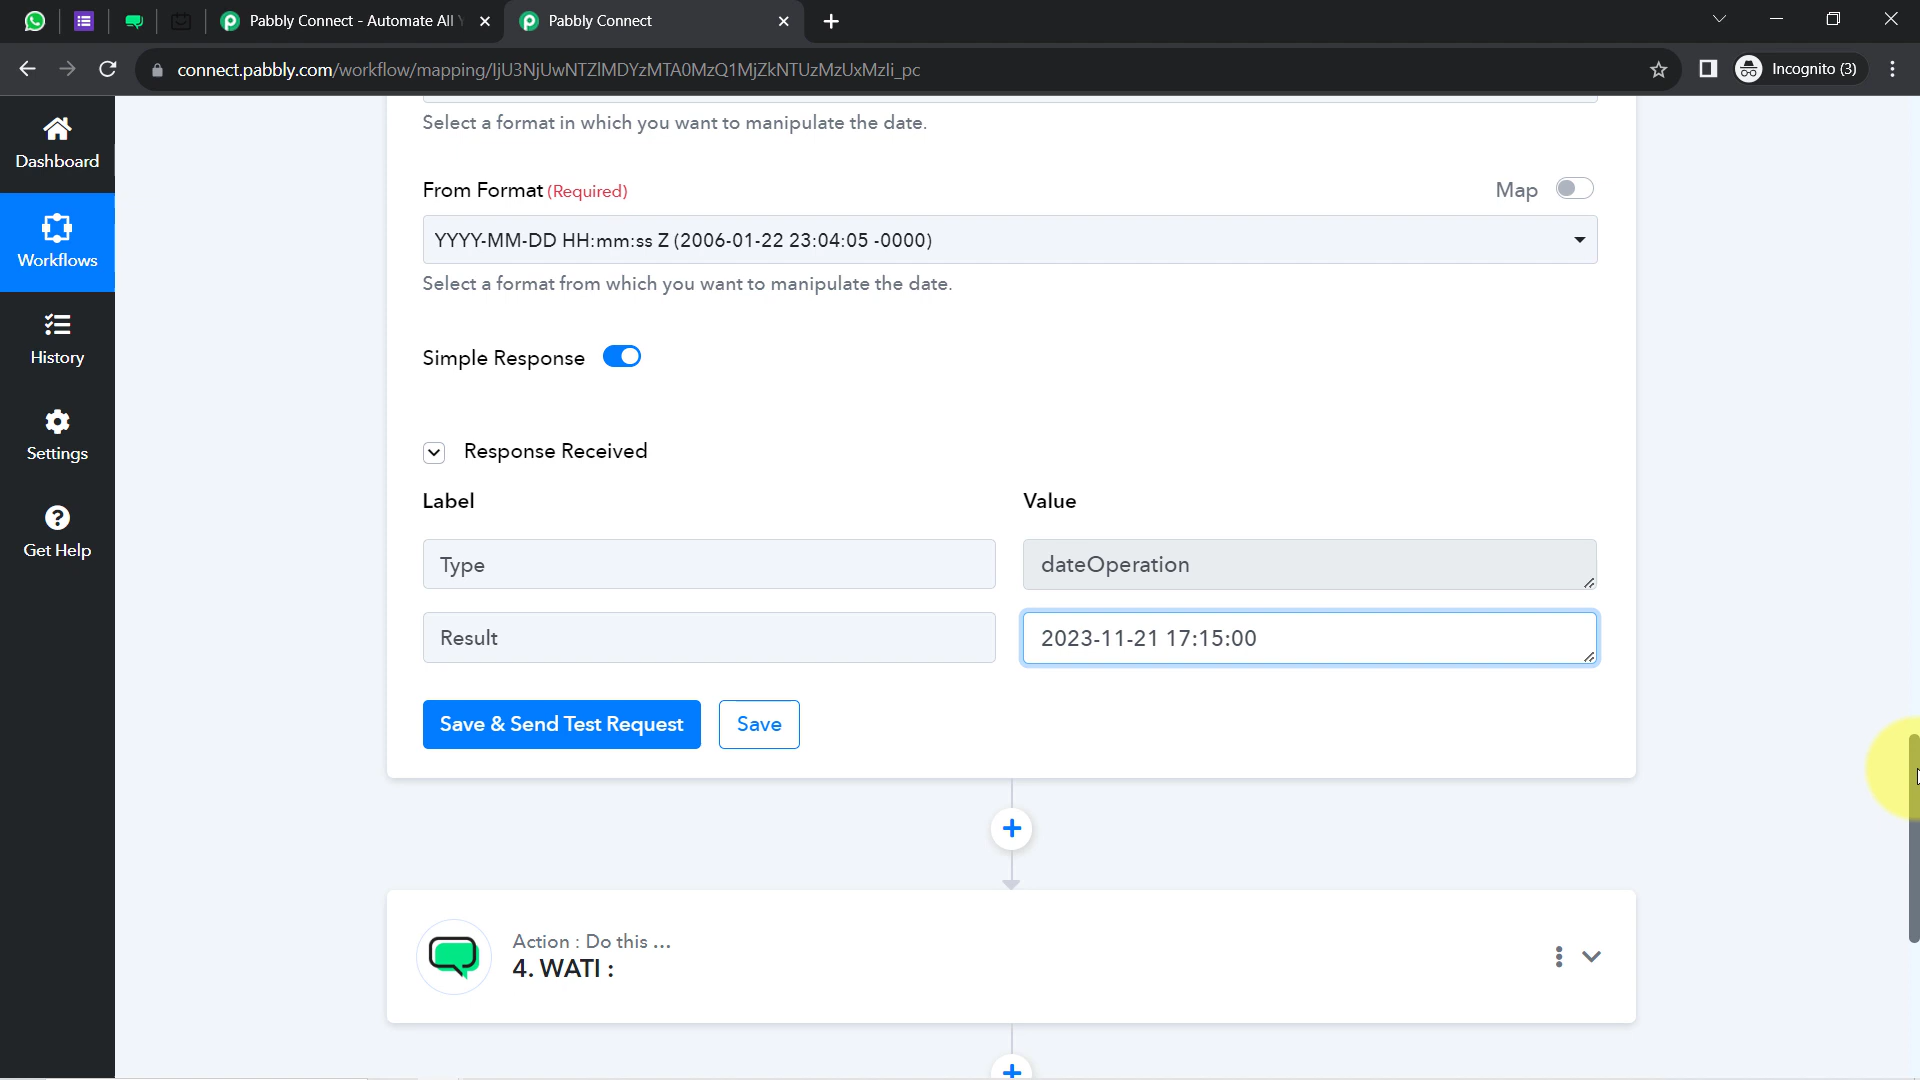 Pabbly Connect - Automate All Y
Pabbly Connect
connect.pabbly.com/workflow/mapping/IjU3NjUwNTZlMDYzMTA0MzQ1MjZkNTUzMzUxMzIi_pc
Incognito (3)
Dashboard
Workflows
History
Settings
Get Help
Select a format in which you want to manipulate the date.
From Format (Required)
Map
YYYY-MM-DD HH:mm:ss Z (2006-01-22 23:04:05 -0000)
Select a format from which you want to manipulate the date.
Simple Response
Response Received
Label
Value
Type
dateOperation
Result
2023-11-21 17:15:00
Save & Send Test Request
Save
Action : Do this ...
4. WATI :